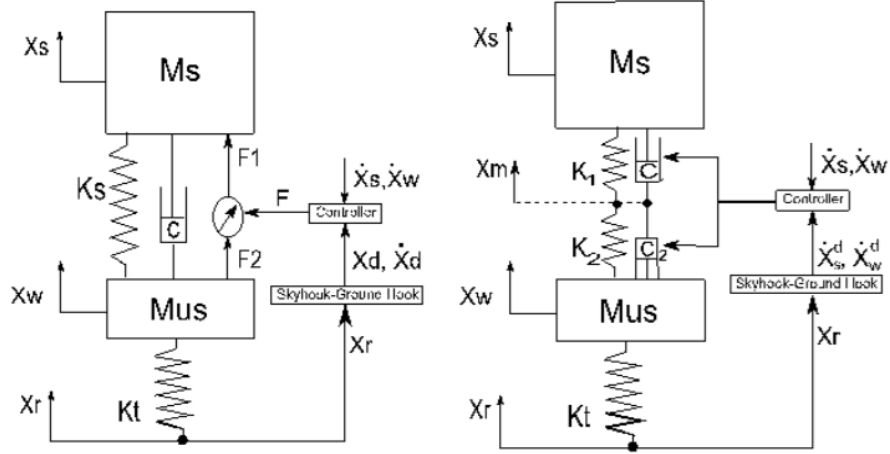 Xs
Ms
Ks
C
F1
F
Ẋs,Ẋw
Controller
F2
Xd, Ẋd
Xw
Mus
Skyhook-Ground Hook
Xr
Xr
Kt
Xs
Ms
Xm
K₁
C
Ẋs,Ẋw
Controller
K₂
C₂
Ẋsᵈ, Ẋwᵈ
Xw
Mus
Skyhook-Ground Hook
Xr
Xr
Kt